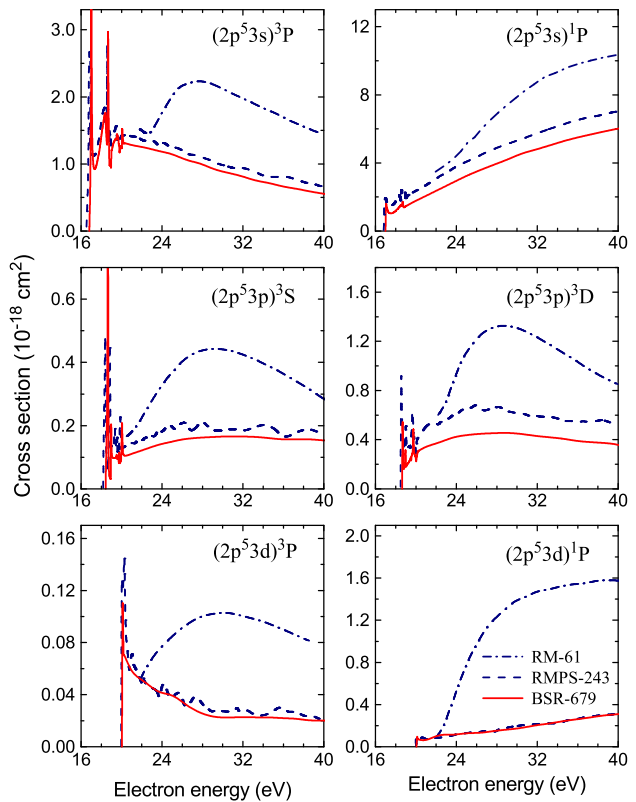 Cross section (10⁻¹⁸ cm²)
(2p⁵3s)³P
3.0
2.0
1.0
0.0
16 24 32 40
(2p⁵3s)¹P
12
9
6
3
0
16 24 32 40
(2p⁵3p)³S
0.6
0.4
0.2
0.0
16 24 32 40
(2p⁵3p)³D
1.6
1.2
0.8
0.4
0.0
16 24 32 40
(2p⁵3d)³P
0.16
0.12
0.08
0.04
0.00
16 24 32 40
Electron energy (eV)
(2p⁵3d)¹P
2.0
1.6
1.2
0.8
0.4
0.0
RM-61
RMPS-243
BSR-679
16 24 32 40
Electron energy (eV)